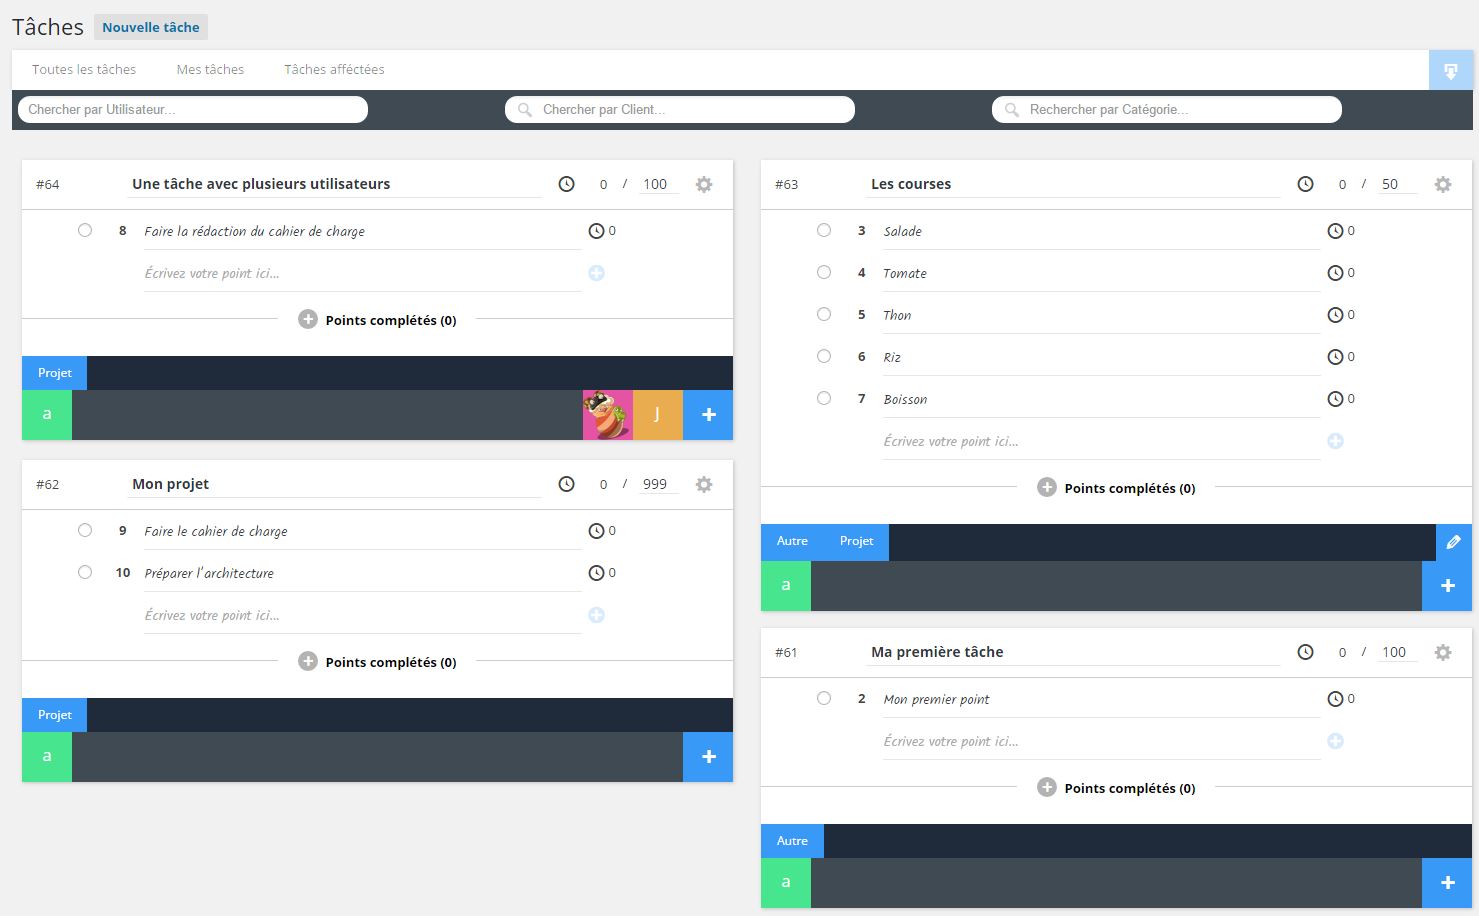 Tâches Nouvelle tâche
Toutes les tâches Mes tâches Tâches afféctées
Chercher par Utilisateur... Chercher par Client... Rechercher par Catégorie...
#64 Une tâche avec plusieurs utilisateurs 0 / 100
8 Faire la rédaction du cahier de charge 0
Écrivez votre point ici...
Points complétés (0)
Projet
a J
#62 Mon projet 0 / 999
9 Faire le cahier de charge 0
10 Préparer l'architecture 0
Écrivez votre point ici...
Points complétés (0)
Projet
a
#63 Les courses 0 / 50
3 Salade 0
4 Tomate 0
5 Thon 0
6 Riz 0
7 Boisson 0
Écrivez votre point ici...
Points complétés (0)
Autre Projet
a
#61 Ma première tâche 0 / 100
2 Mon premier point 0
Écrivez votre point ici...
Points complétés (0)
Autre
a